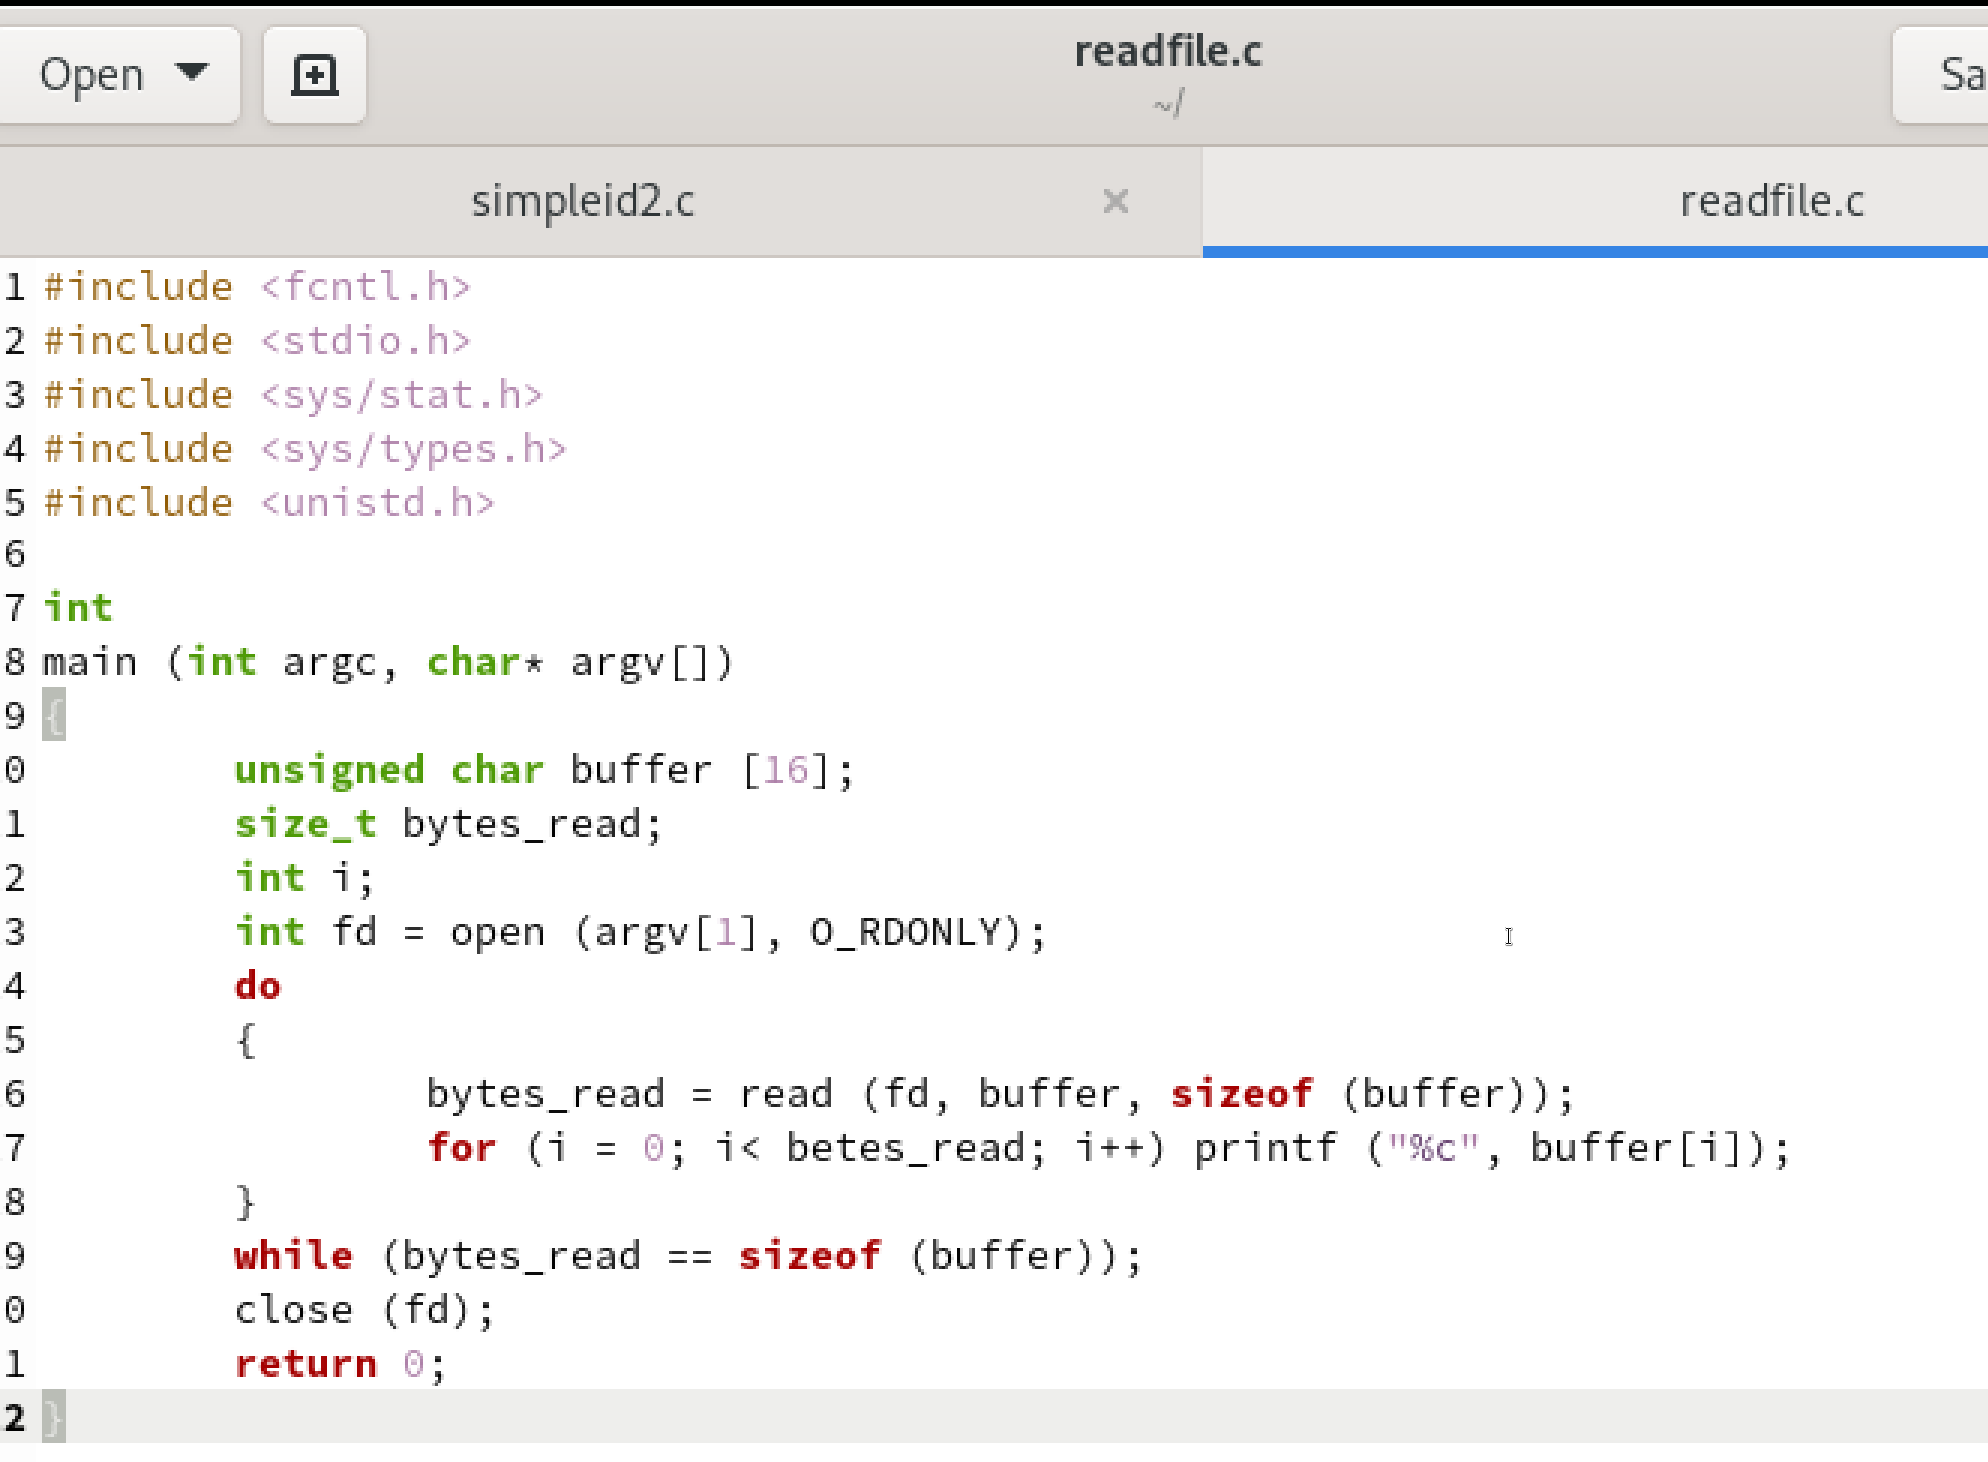 Open
readfile.c
~/
Sa
simpleid2.c ×
readfile.c
1 #include <fcntl.h>
2 #include <stdio.h>
3 #include <sys/stat.h>
4 #include <sys/types.h>
5 #include <unistd.h>
6
7 int
8 main (int argc, char* argv[])
9 {
0         unsigned char buffer [16];
1         size_t bytes_read;
2         int i;
3         int fd = open (argv[1], O_RDONLY);
4         do
5         {
6                 bytes_read = read (fd, buffer, sizeof (buffer));
7                 for (i = 0; i< betes_read; i++) printf ("%c", buffer[i]);
8         }
9         while (bytes_read == sizeof (buffer));
0         close (fd);
1         return 0;
2 }